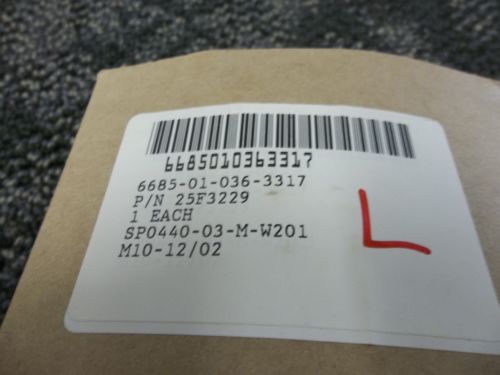 6685010363317
6685-01-036-3317
P/N 25F3229
1 EACH
SP0440-03-M-W201
M10-12/02
L